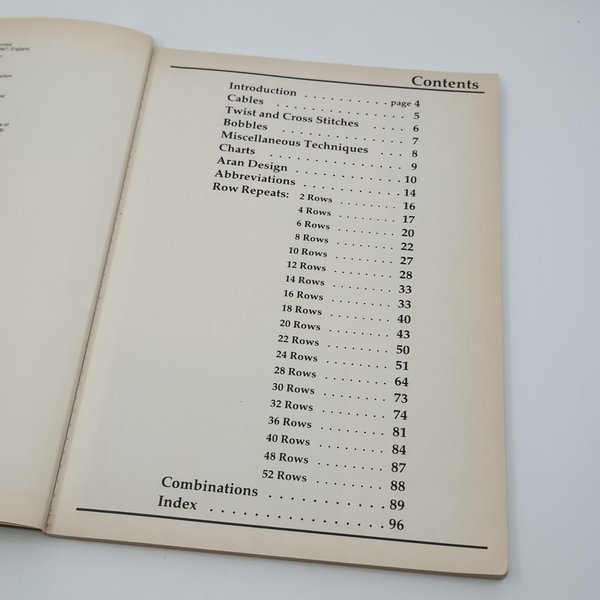 Contents
Introduction . . . . . . . . . . page 4
Cables . . . . . . . . . . . . . 5
Twist and Cross Stitches . . . . 6
Bobbles . . . . . . . . . . . . 7
Miscellaneous Techniques . . . . 8
Charts . . . . . . . . . . . . . 9
Aran Design . . . . . . . . . . 10
Abbreviations . . . . . . . . . 14
Row Repeats: 2 Rows . . . . . . . . 16
4 Rows . . . . . . . . 17
6 Rows . . . . . . . . 20
8 Rows . . . . . . . . 22
10 Rows . . . . . . . . 27
12 Rows . . . . . . . . 28
14 Rows . . . . . . . . 33
16 Rows . . . . . . . . 33
18 Rows . . . . . . . . 40
20 Rows . . . . . . . . 43
22 Rows . . . . . . . . 50
24 Rows . . . . . . . . 51
28 Rows . . . . . . . . 64
30 Rows . . . . . . . . 73
32 Rows . . . . . . . . 74
36 Rows . . . . . . . . 81
40 Rows . . . . . . . . 84
48 Rows . . . . . . . . 87
52 Rows . . . . . . . . 88
Combinations . . . . . . . . . . 89
Index . . . . . . . . . . . . . . 96